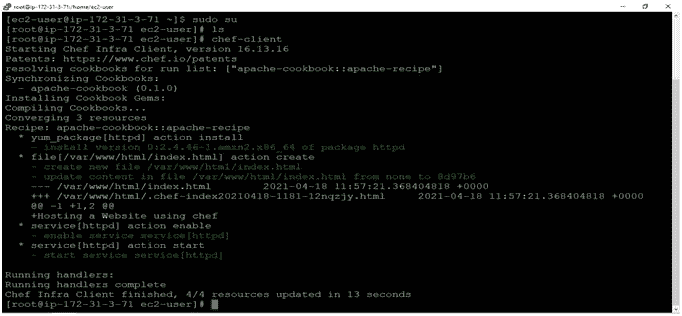 root@ip-172-31-3-71:/home/ec2-user
[ec2-user@ip-172-31-3-71 ~]$ sudo su
[root@ip-172-31-3-71 ec2-user]# ls
[root@ip-172-31-3-71 ec2-user]# chef-client
Starting Chef Infra Client, version 16.13.16
Patents: https://www.chef.io/patents
resolving cookbooks for run list: ["apache-cookbook::apache-recipe"]
Synchronizing Cookbooks:
  - apache-cookbook (0.1.0)
Installing Cookbook Gems:
Compiling Cookbooks...
Converging 3 resources
Recipe: apache-cookbook::apache-recipe
  * yum_package[httpd] action install
    - install version 0:2.4.46-1.amzn2.x86_64 of package httpd
  * file[/var/www/html/index.html] action create
    - create new file /var/www/html/index.html
    - update content in file /var/www/html/index.html from none to 8d97b6
    --- /var/www/html/index.html       2021-04-18 11:57:21.368404818 +0000
    +++ /var/www/html/.chef-index20210418-1181-12nqzjy.html     2021-04-18 11:57:21.368404818 +0000
    @@ -1 +1,2 @@
    +Hosting a Website using chef
  * service[httpd] action enable
    - enable service service[httpd]
  * service[httpd] action start
    - start service service[httpd]
Running handlers:
Running handlers complete
Chef Infra Client finished, 4/4 resources updated in 13 seconds
[root@ip-172-31-3-71 ec2-user]#